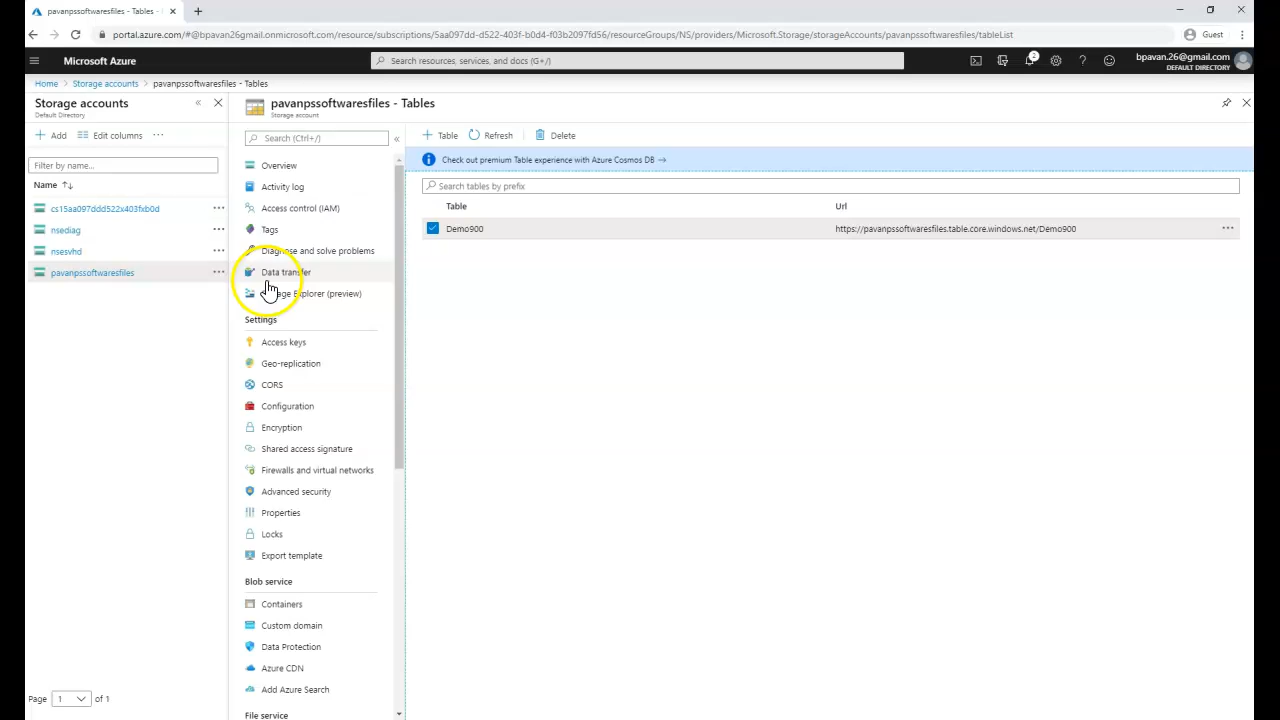 pavanpssoftwaresfiles - Tables -
portal.azure.com/#@bpavan26gmail.onmicrosoft.com/resource/subscriptions/5aa097dd-d522-403f-b0d4-f03b2097fd56/resourceGroups/NS/providers/Microsoft.Storage/storageAccounts/pavanpssoftwaresfiles/tableList
Guest
Microsoft Azure
Search resources, services, and docs (G+/)
2
bpavan.26@gmail.com
DEFAULT DIRECTORY
Home > Storage accounts > pavanpssoftwaresfiles - Tables
Storage accounts
Default Directory
Add Edit columns
Filter by name...
Name
cs15aa097ddd522x403fxb0d
nsediag
nsesvhd
pavanpssoftwaresfiles
Page 1 of 1
pavanpssoftwaresfiles - Tables
Storage account
Search (Ctrl+/)
Overview
Activity log
Access control (IAM)
Tags
Diagnose and solve problems
Data transfer
Explorer (preview)
Settings
Access keys
Geo-replication
CORS
Configuration
Encryption
Shared access signature
Firewalls and virtual networks
Advanced security
Properties
Locks
Export template
Blob service
Containers
Custom domain
Data Protection
Azure CDN
Add Azure Search
File service
Table Refresh Delete
Check out premium Table experience with Azure Cosmos DB →
Search tables by prefix
Table Url
Demo900 https://pavanpssoftwaresfiles.table.core.windows.net/Demo900